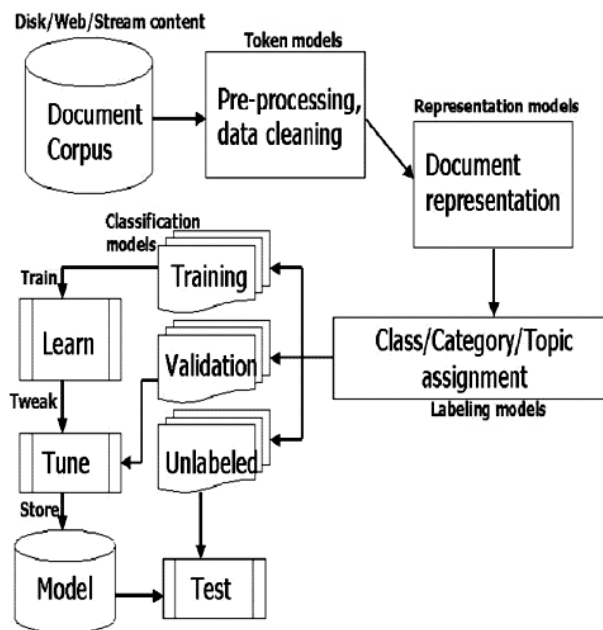 Disk/Web/Stream content
Document
Corpus
Token models
Pre-processing,
data cleaning
Representation models
Document
representation
Class/Category/Topic
assignment
Labeling models
Classification
models
Training
Validation
Unlabeled
Train
Learn
Tweak
Tune
Store
Model
Test